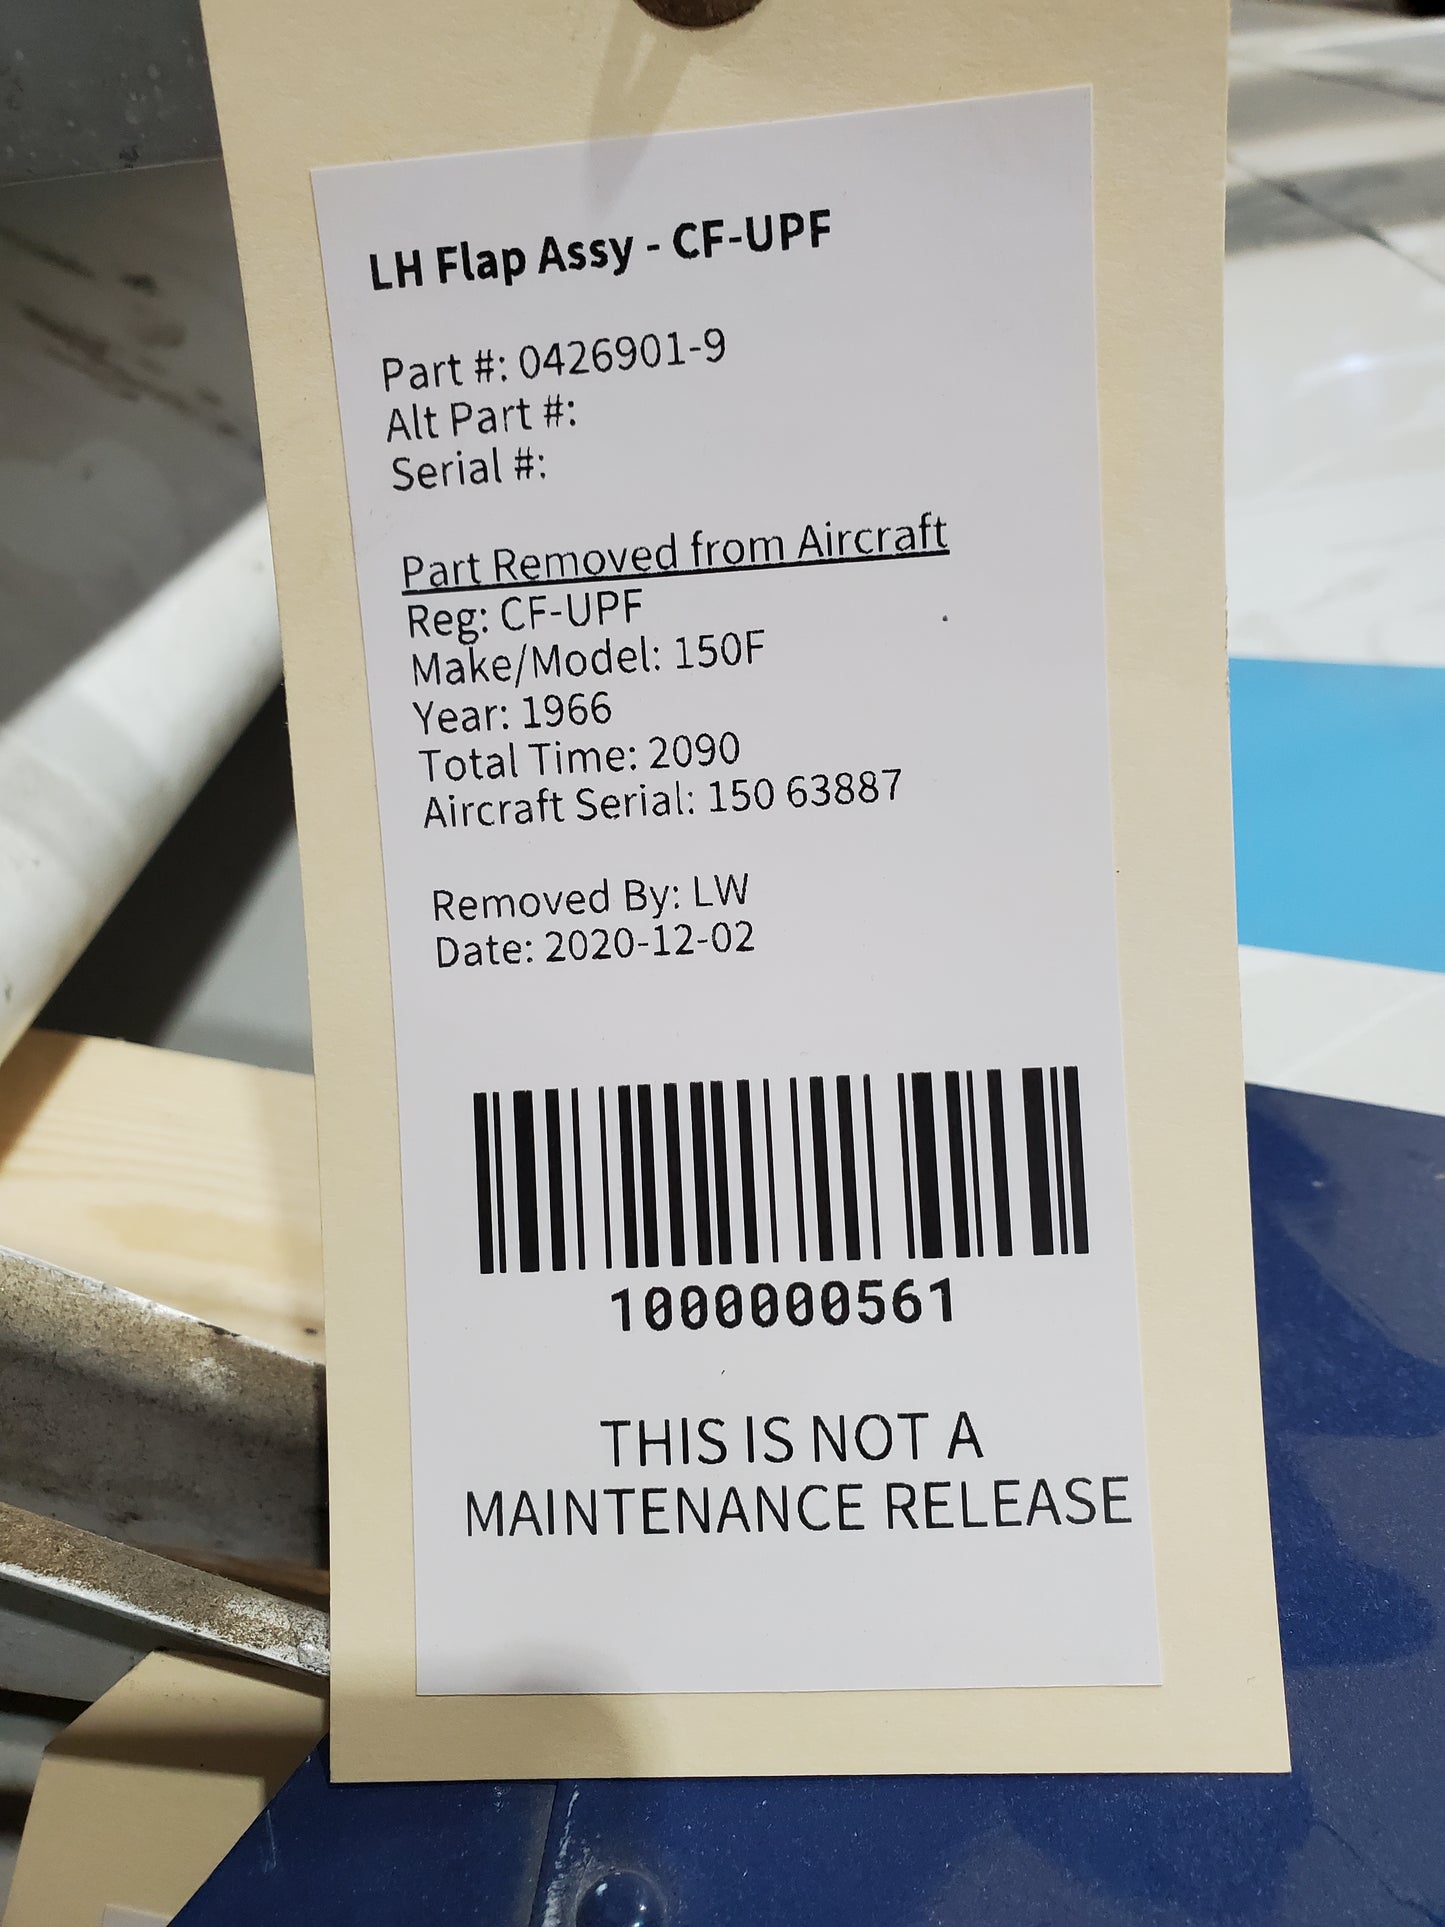 LH Flap Assy - CF-UPF
Part #: 0426901-9
Alt Part #:
Serial #:
Part Removed from Aircraft
Reg: CF-UPF
Make/Model: 150F
Year: 1966
Total Time: 2090
Aircraft Serial: 150 63887
Removed By: LW
Date: 2020-12-02
1000000561
THIS IS NOT A
MAINTENANCE RELEASE